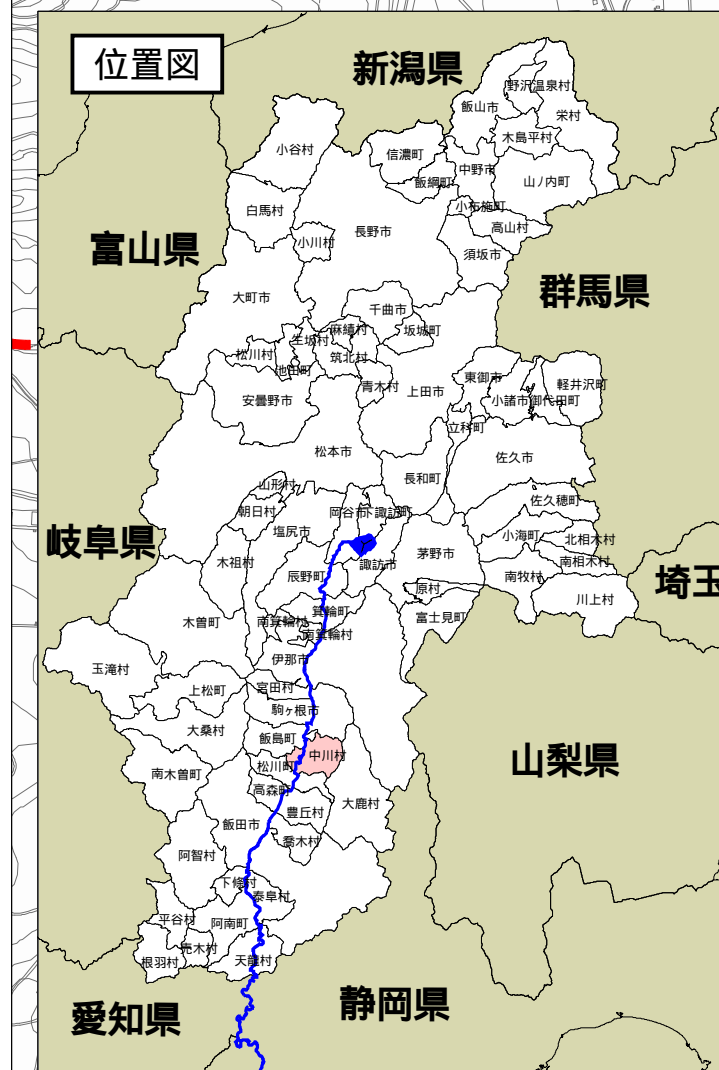 位置図
新潟県
野沢温泉村
飯山市
栄村
小谷村
信濃町
木島平村
中野市
飯綱町
山ノ内町
白馬村
小布施町
高山村
小川村
長野市
須坂市
富山県
群馬県
大町市
千曲市
麻績村
坂城町
生坂村
松川村
筑北村
池田町
青木村
上田市
東御市
軽井沢町
小諸市
御代田町
安曇野市
立科町
松本市
佐久市
長和町
山形村
佐久穂町
朝日村
岡谷市
下諏訪町
塩尻市
小海町
北相木村
岐阜県
茅野市
諏訪市
南相木村
木祖村
辰野町
南牧村
埼玉
原村
川上村
箕輪町
富士見町
木曽町
南箕輪村
南箕輪村
伊那市
王滝村
上松町
宮田村
駒ヶ根市
大桑村
飯島町
中川村
山梨県
松川町
南木曽町
高森町
大鹿村
豊丘村
飯田市
喬木村
阿智村
下條村
泰阜村
平谷村
阿南町
売木村
根羽村
天龍村
静岡県
愛知県